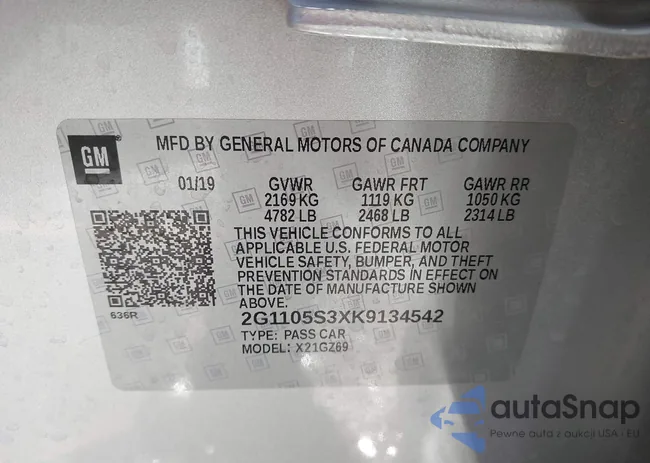 GM
MFD BY GENERAL MOTORS OF CANADA COMPANY
01/19 GVWR GAWR FRT GAWR RR
2169 KG 1119 KG 1050 KG
4782 LB 2468 LB 2314 LB
THIS VEHICLE CONFORMS TO ALL
APPLICABLE U.S. FEDERAL MOTOR
VEHICLE SAFETY, BUMPER, AND THEFT
PREVENTION STANDARDS IN EFFECT ON
THE DATE OF MANUFACTURE SHOWN
ABOVE.
636R
2G1105S3XK9134542
TYPE: PASS CAR
MODEL: X21GZ69
autaSnap
Pewne auta z aukcji USA - EU